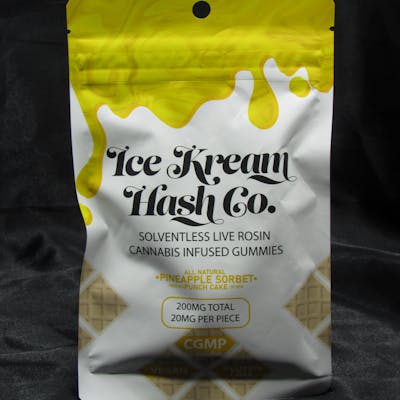 Ice Kream
Hash Co.
SOLVENTLESS LIVE ROSIN
CANNABIS INFUSED GUMMIES
ALL NATURAL
•PINEAPPLE SORBET•
PUNCH CAKE
200MG TOTAL
20MG PER PIECE
CGMP
VEGAN